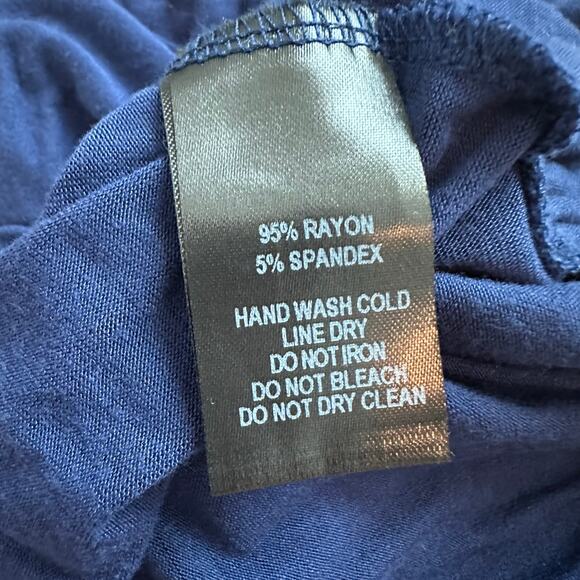 95% RAYON
5% SPANDEX
HAND WASH COLD
LINE DRY
DO NOT IRON
DO NOT BLEACH
DO NOT DRY CLEAN